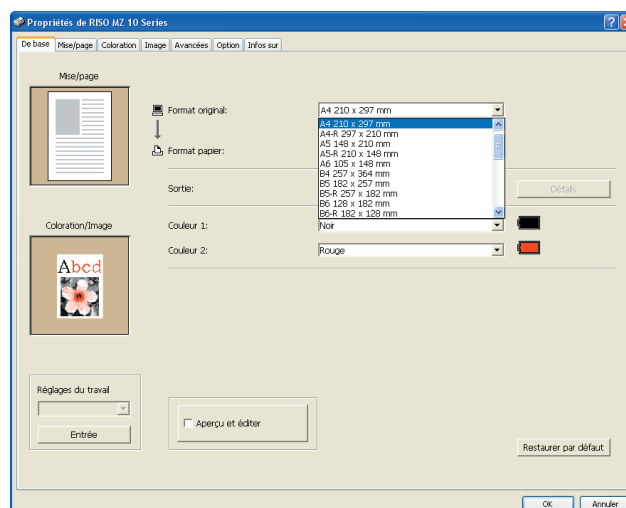 Propriétés de RISO MZ 10 Series
De base Mise/page Coloration Image Avancées Option Infos sur
Mise/page
Format original: A4 210 x 297 mm
A4 210 x 297 mm
A4-R 297 x 210 mm
A5 148 x 210 mm
A5-R 210 x 148 mm
A6 105 x 148 mm
B4 257 x 364 mm
B5 182 x 257 mm
B5-R 257 x 182 mm
B6 128 x 182 mm
B6-R 182 x 128 mm
Format papier:
Sortie: Détails
Coloration/Image
Abcd
Couleur 1: Noir
Couleur 2: Rouge
Réglages du travail
Entrée
Aperçu et éditer
Restaurer par défaut
OK Annuler